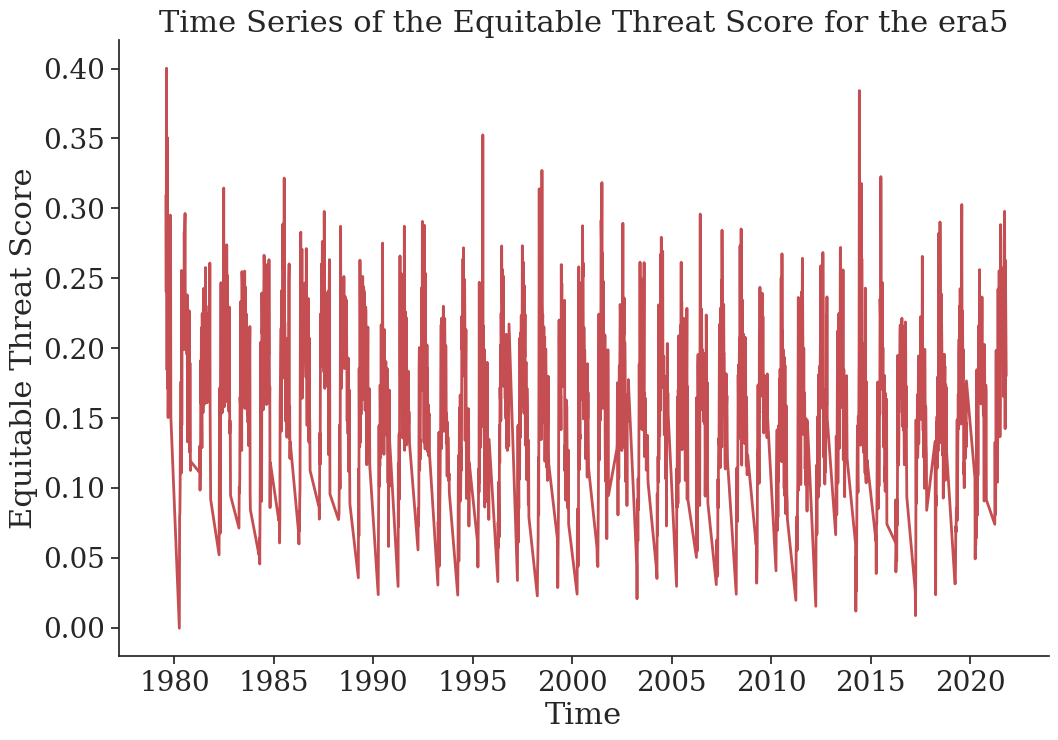 Time Series of the Equitable Threat Score for the era5
Equitable Threat Score
0.40
0.35
0.30
0.25
0.20
0.15
0.10
0.05
0.00
1980 1985 1990 1995 2000 2005 2010 2015 2020
Time